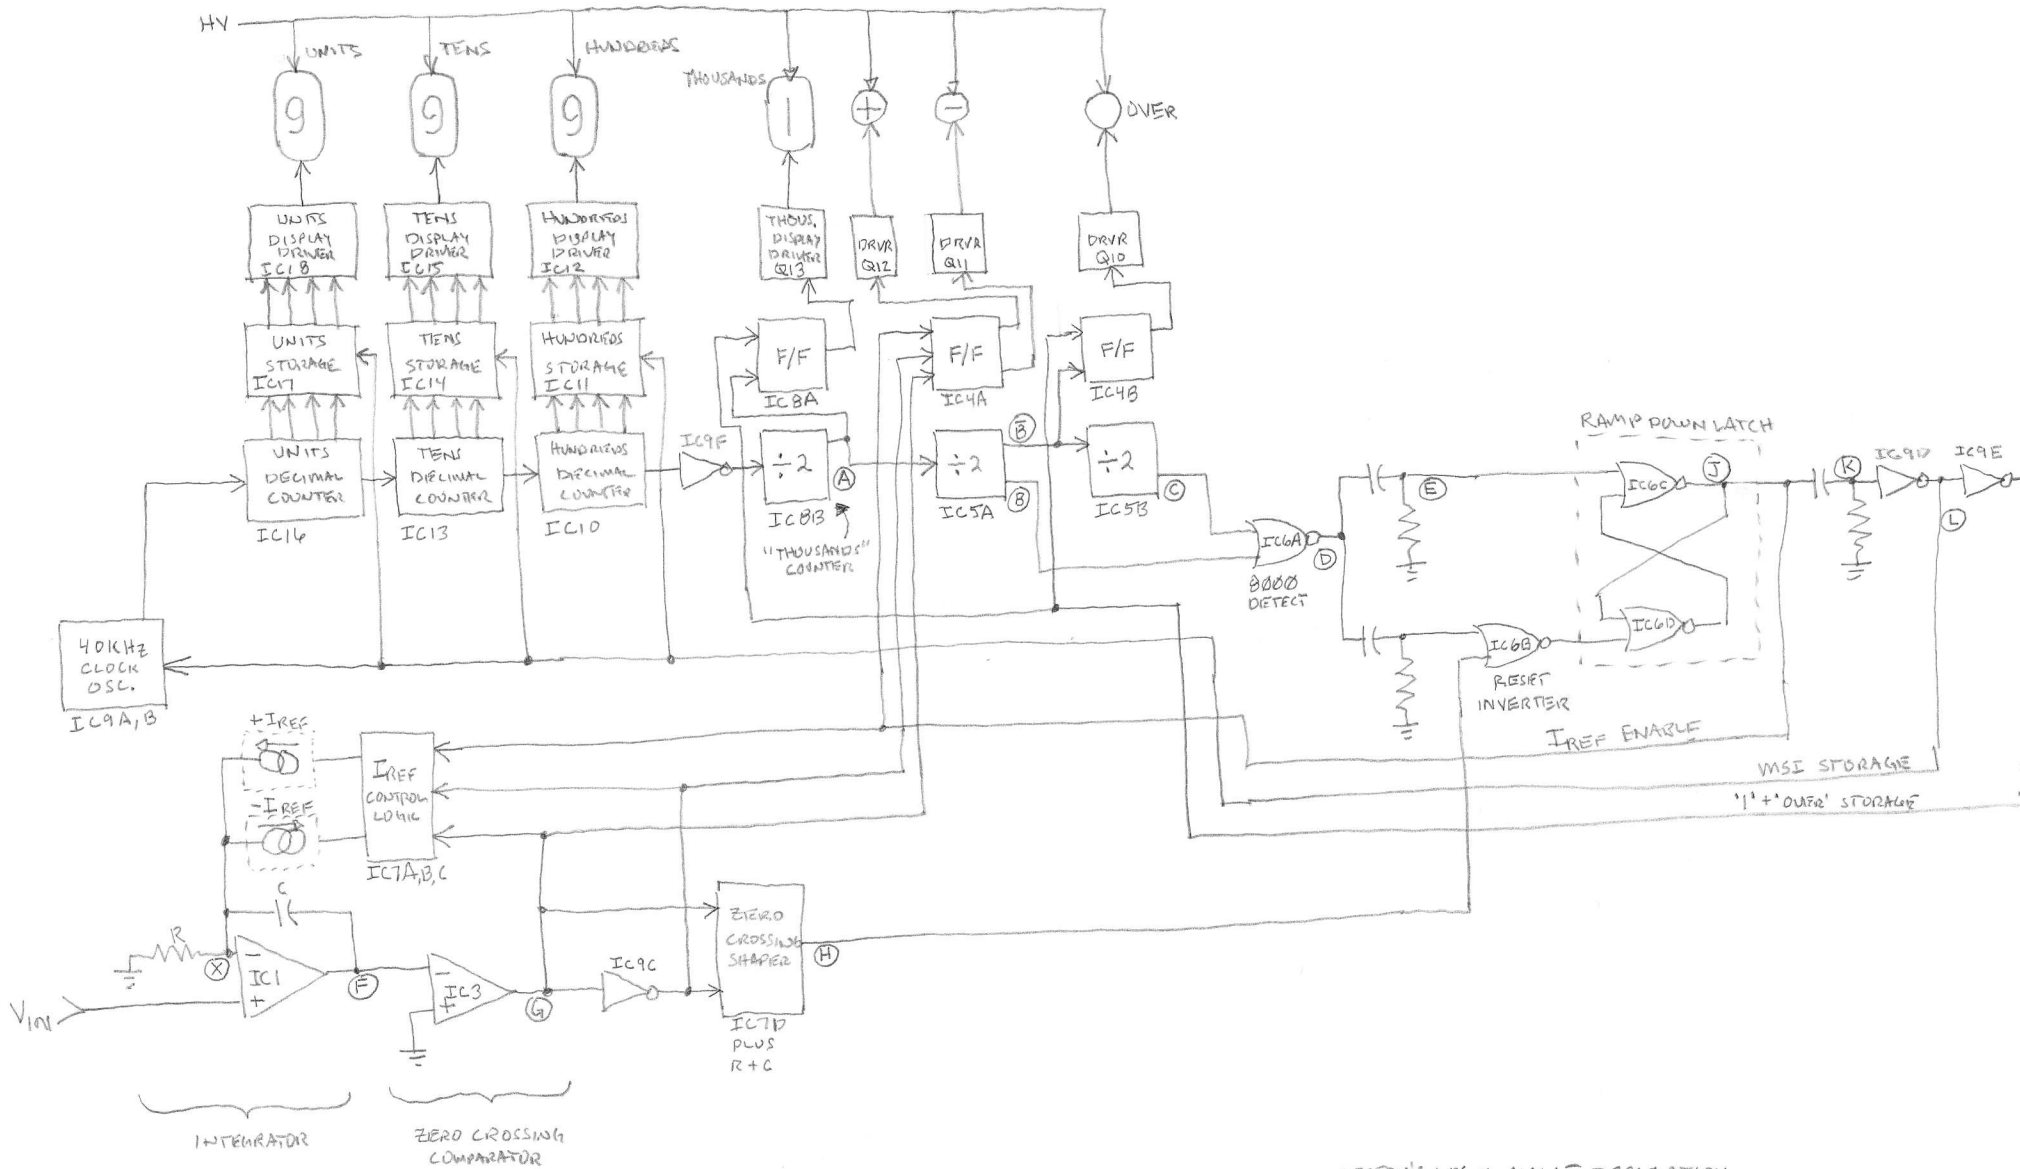 HV
UNITS
TENS
HUNDREDS
THOUSANDS
9
9
9
1
+
-
OVER
UNITS
DISPLAY
DRIVER
IC18
TENS
DISPLAY
DRIVER
IC15
HUNDREDS
DISPLAY
DRIVER
IC12
THOUS.
DISPLAY
DRIVER
Q13
DRVR
Q12
DRVR
Q11
DRVR
Q10
UNITS
STORAGE
IC17
TENS
STORAGE
IC14
HUNDREDS
STORAGE
IC11
F/F
IC8A
F/F
IC4A
F/F
IC4B
UNITS
DECIMAL
COUNTER
IC16
TENS
DECIMAL
COUNTER
IC13
HUNDREDS
DECIMAL
COUNTER
IC10
IC9F
÷2
IC8B
A
"THOUSANDS"
COUNTER
÷2
IC5A
B̅
B
÷2
IC5B
C
IC6A
8000
DETECT
D
E
RAMP DOWN LATCH
IC6C
J
IC6D
IC6B
RESET
INVERTER
K
IC9D
L
IC9E
40KHZ
CLOCK
OSC.
IC9A,B
+IREF
-IREF
IREF
CONTROL
LOGIC
IC7A,B,C
IREF ENABLE
MSI STORAGE
'1'+'OVER' STORAGE
C
R
X
IC1
-
+
F
VIN
IC3
-
+
G
IC9C
ZERO
CROSSING
SHAPER
H
IC7D
PLUS
R+C
INTEGRATOR
ZERO CROSSING
COMPARATOR